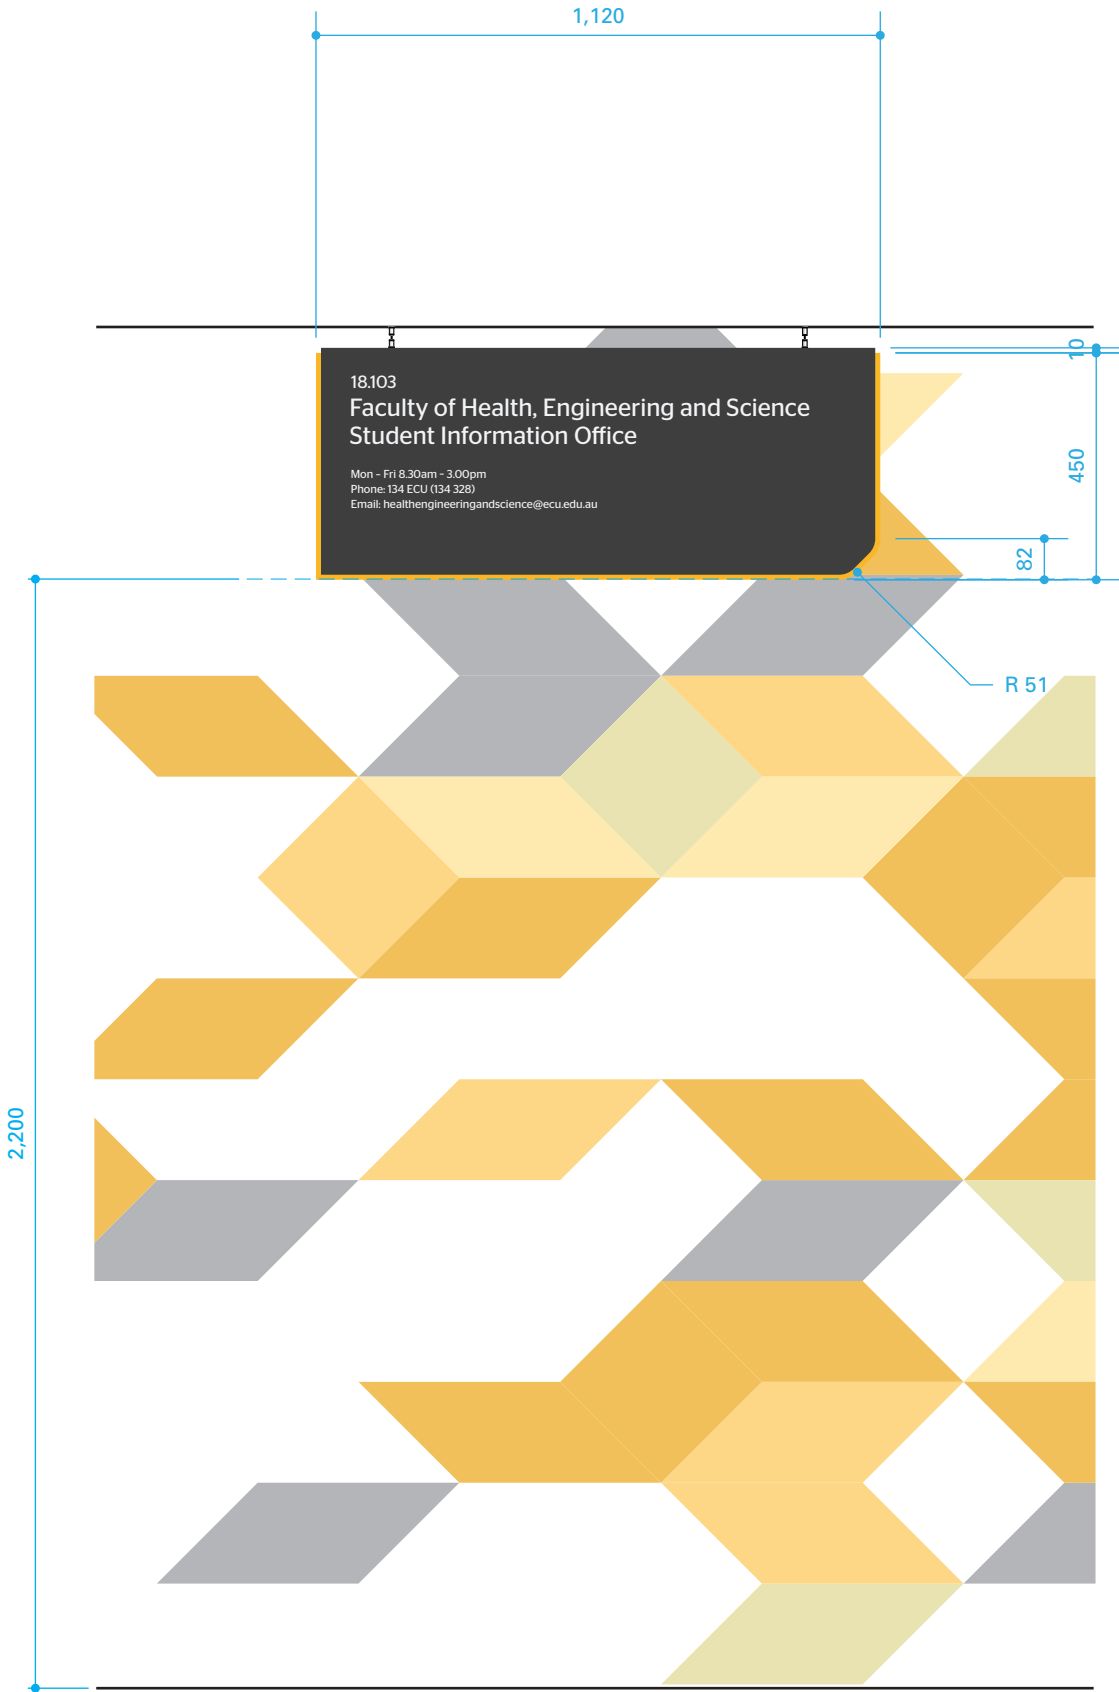 1,120
10
18.103
Faculty of Health, Engineering and Science
Student Information Office
Mon – Fri 8.30am – 3.00pm
Phone: 134 ECU (134 328)
Email: healthengineeringandscience@ecu.edu.au
450
82
R 51
2,200